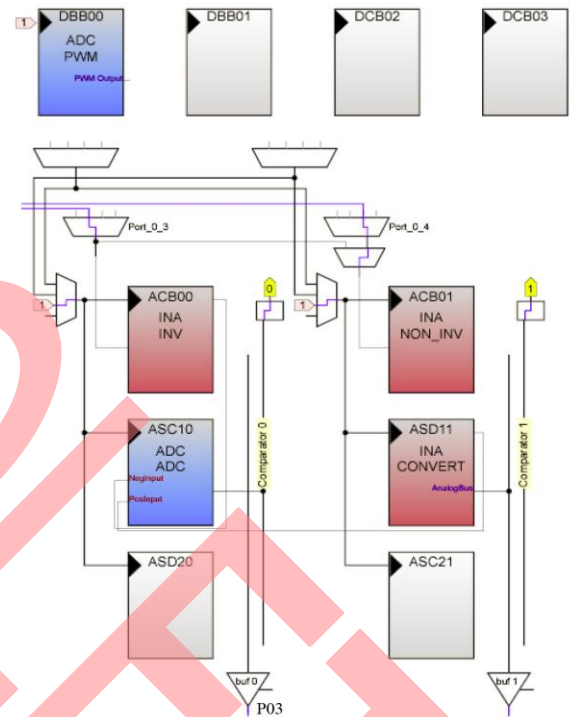 DBB00
DBB01
DCB02
DCB03
1
ADC
PWM
PWM Output
Port_0_3
Port_0_4
0
1
1
1
ACB00
ACB01
INA
INV
INA
NON_INV
ASC10
ASD11
ADC
ADC
INA
CONVERT
NegInput
PosInput
AnalogBus
Comparator 0
Comparator 1
ASD20
ASC21
buf 0
buf 1
P03